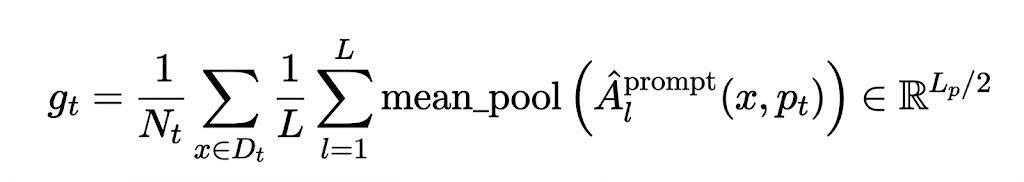 $g_t = \frac{1}{N_t} \sum_{x \in D_t} \frac{1}{L} \sum_{l=1}^{L} \text{mean\_pool}\left(\hat{A}_l^{\text{prompt}}(x, p_t)\right) \in \mathbb{R}^{L_p/2}$